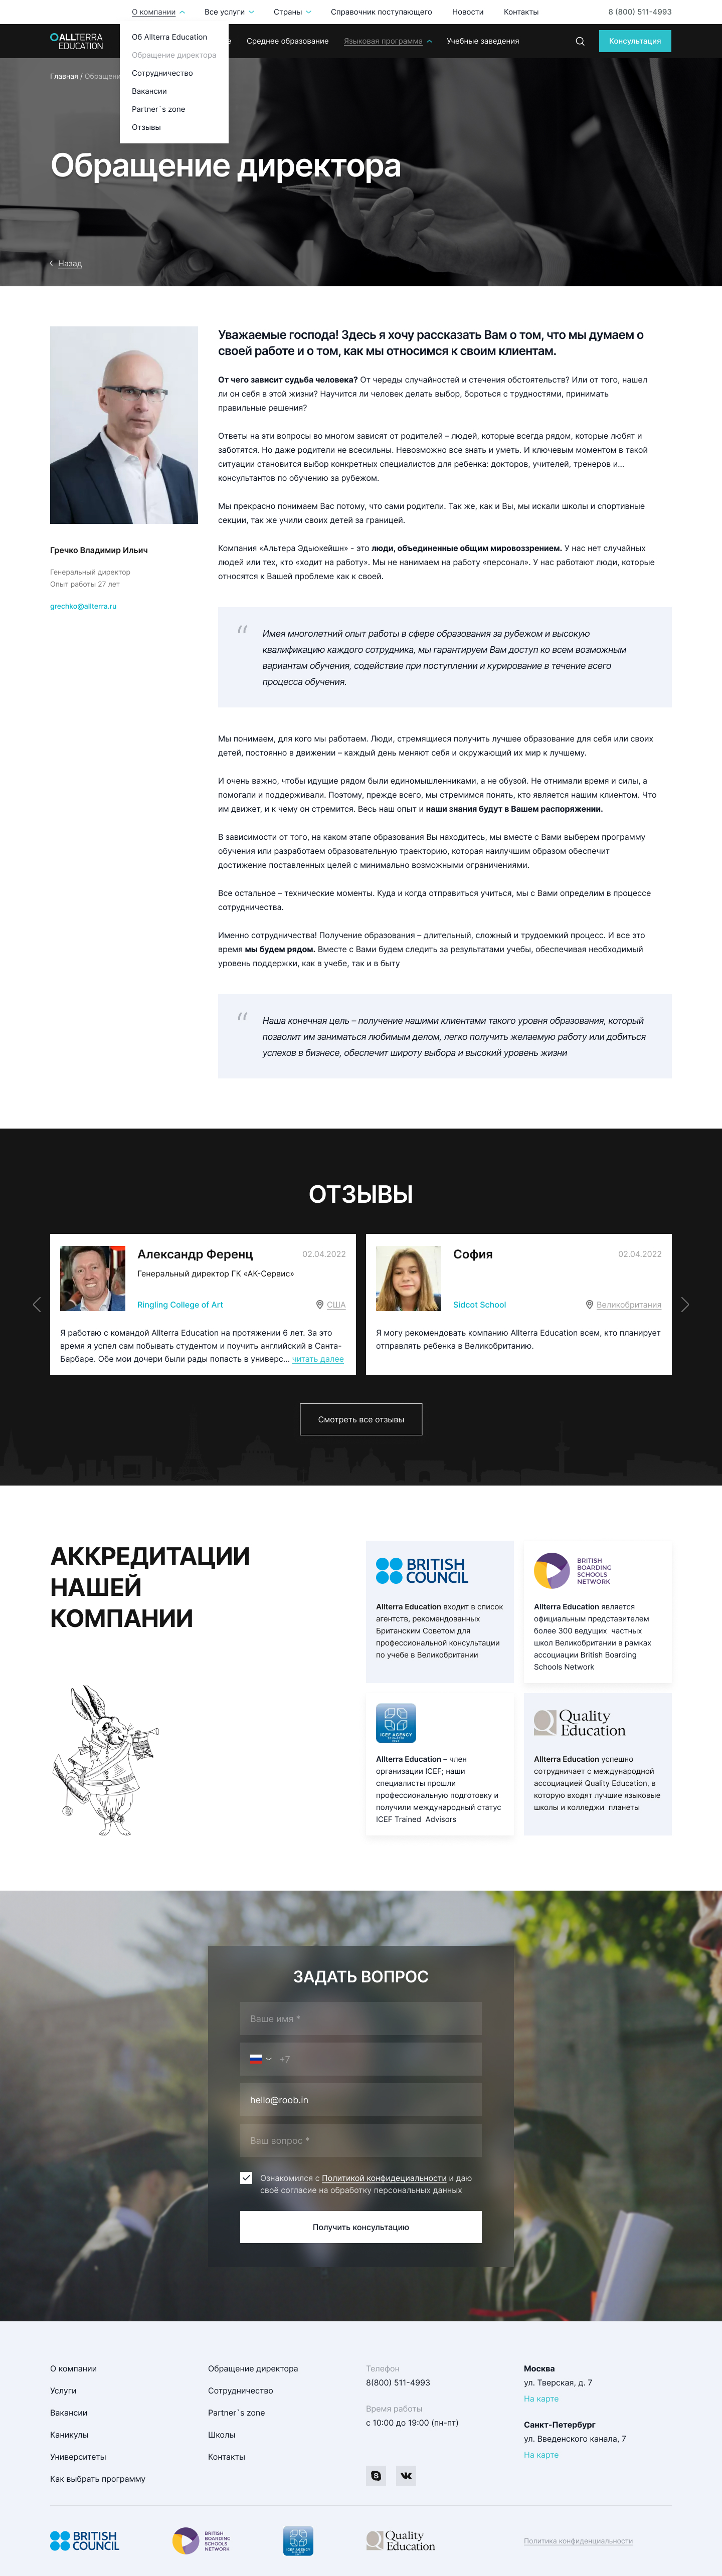 О компании
Все услуги
Страны
Справочник поступающего
Новости
Контакты
8 (800) 511-4993
ALLTERRA
EDUCATION
Среднее образование
Языковая программа
Учебные заведения
Консультация
Об Allterra Education
Обращение директора
Сотрудничество
Вакансии
Partner`s zone
Отзывы
Главная / Обращени
Обращение директора
Назад
Уважаемые господа! Здесь я хочу рассказать Вам о том, что мы думаем о
своей работе и о том, как мы относимся к своим клиентам.
От чего зависит судьба человека? От череды случайностей и стечения обстоятельств? Или от того, нашел
ли он себя в этой жизни? Научится ли человек делать выбор, бороться с трудностями, принимать
правильные решения?
Ответы на эти вопросы во многом зависят от родителей – людей, которые всегда рядом, которые любят и
заботятся. Но даже родители не всесильны. Невозможно все знать и уметь. И ключевым моментом в такой
ситуации становится выбор конкретных специалистов для ребенка: докторов, учителей, тренеров и…
консультантов по обучению за рубежом.
Мы прекрасно понимаем Вас потому, что сами родители. Так же, как и Вы, мы искали школы и спортивные
секции, так же учили своих детей за границей.
Компания «Альтера Эдьюкейшн» - это люди, объединенные общим мировоззрением. У нас нет случайных
людей или тех, кто «ходит на работу». Мы не нанимаем на работу «персонал». У нас работают люди, которые
относятся к Вашей проблеме как к своей.
Гречко Владимир Ильич
Генеральный директор
Опыт работы 27 лет
grechko@allterra.ru
Имея многолетний опыт работы в сфере образования за рубежом и высокую
квалификацию каждого сотрудника, мы гарантируем Вам доступ ко всем возможным
вариантам обучения, содействие при поступлении и курирование в течение всего
процесса обучения.
Мы понимаем, для кого мы работаем. Люди, стремящиеся получить лучшее образование для себя или своих
детей, постоянно в движении – каждый день меняют себя и окружающий их мир к лучшему.
И очень важно, чтобы идущие рядом были единомышленниками, а не обузой. Не отнимали время и силы, а
помогали и поддерживали. Поэтому, прежде всего, мы стремимся понять, кто является нашим клиентом. Что
им движет, и к чему он стремится. Весь наш опыт и наши знания будут в Вашем распоряжении.
В зависимости от того, на каком этапе образования Вы находитесь, мы вместе с Вами выберем программу
обучения или разработаем образовательную траекторию, которая наилучшим образом обеспечит
достижение поставленных целей с минимально возможными ограничениями.
Все остальное – технические моменты. Куда и когда отправиться учиться, мы с Вами определим в процессе
сотрудничества.
Именно сотрудничества! Получение образования – длительный, сложный и трудоемкий процесс. И все это
время мы будем рядом. Вместе с Вами будем следить за результатами учебы, обеспечивая необходимый
уровень поддержки, как в учебе, так и в быту
Наша конечная цель – получение нашими клиентами такого уровня образования, который
позволит им заниматься любимым делом, легко получить желаемую работу или добиться
успехов в бизнесе, обеспечит широту выбора и высокий уровень жизни
ОТЗЫВЫ
Александр Ференц
02.04.2022
Генеральный директор ГК «АК-Сервис»
Ringling College of Art
США
Я работаю с командой Allterra Education на протяжении 6 лет. За это
время я успел сам побывать студентом и поучить английский в Санта-
Барбаре. Обе мои дочери были рады попасть в универс... читать далее
София
02.04.2022
Sidcot School
Великобритания
Я могу рекомендовать компанию Allterra Education всем, кто планирует
отправлять ребенка в Великобританию.
Смотреть все отзывы
АККРЕДИТАЦИИ
НАШЕЙ
КОМПАНИИ
BRITISH
COUNCIL
Allterra Education входит в список
агентств, рекомендованных
Британским Советом для
профессиональной консультации
по учебе в Великобритании
BRITISH
BOARDING
SCHOOLS
NETWORK
Allterra Education является
официальным представителем
более 300 ведущих частных
школ Великобритании в рамках
ассоциации British Boarding
Schools Network
ICEF AGENCY
Allterra Education – член
организации ICEF; наши
специалисты прошли
профессиональную подготовку и
получили международный статус
ICEF Trained Advisors
Quality
Education
Allterra Education успешно
сотрудничает с международной
ассоциацией Quality Education, в
которую входят лучшие языковые
школы и колледжи планеты
ЗАДАТЬ ВОПРОС
Ваше имя *
+7
hello@roob.in
Ваш вопрос *
Ознакомился с Политикой конфидециальности и даю
своё согласие на обработку персональных данных
Получить консультацию
О компании
Услуги
Вакансии
Каникулы
Университеты
Как выбрать программу
Обращение директора
Сотрудничество
Partner`s zone
Школы
Контакты
Телефон
8(800) 511-4993
Время работы
с 10:00 до 19:00 (пн-пт)
Москва
ул. Тверская, д. 7
На карте
Санкт-Петербург
ул. Введенского канала, 7
На карте
BRITISH
COUNCIL
BRITISH
BOARDING
SCHOOLS
NETWORK
ICEF AGENCY
Quality
Education
Политика конфиденциальности